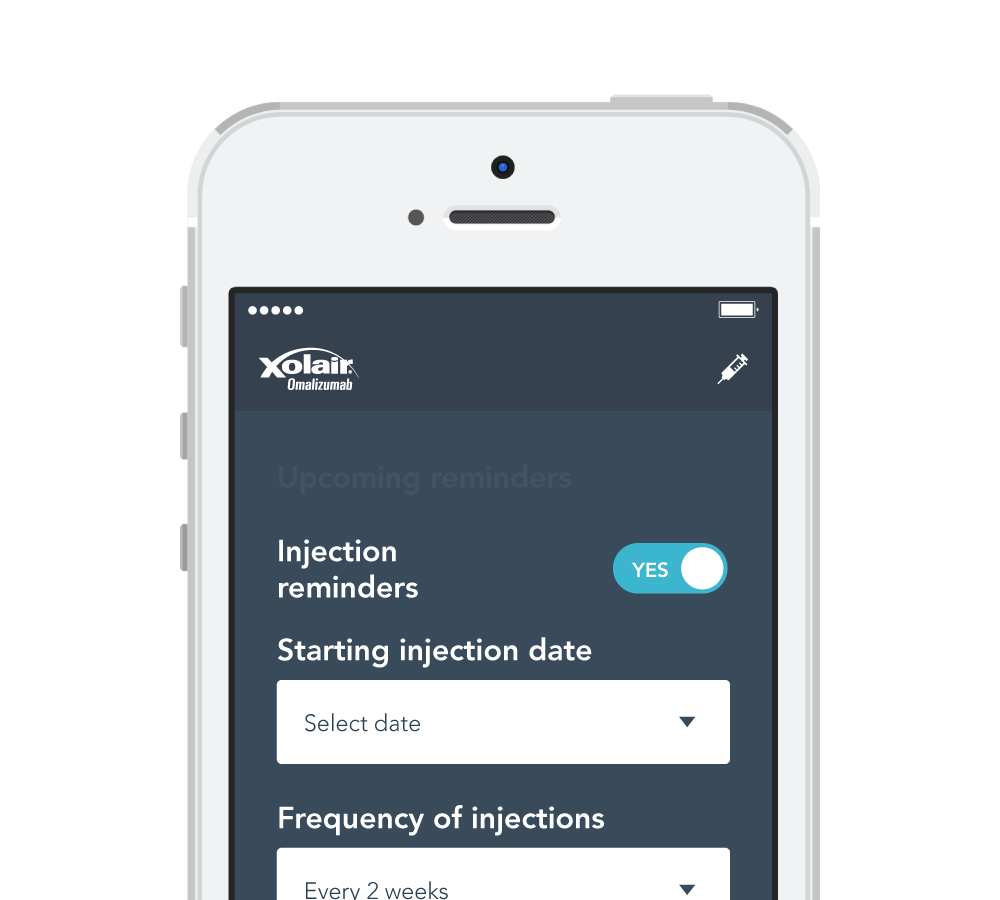 Xolair
Omalizumab
Upcoming reminders
Injection
reminders
YES
Starting injection date
Select date
Frequency of injections
Every 2 weeks